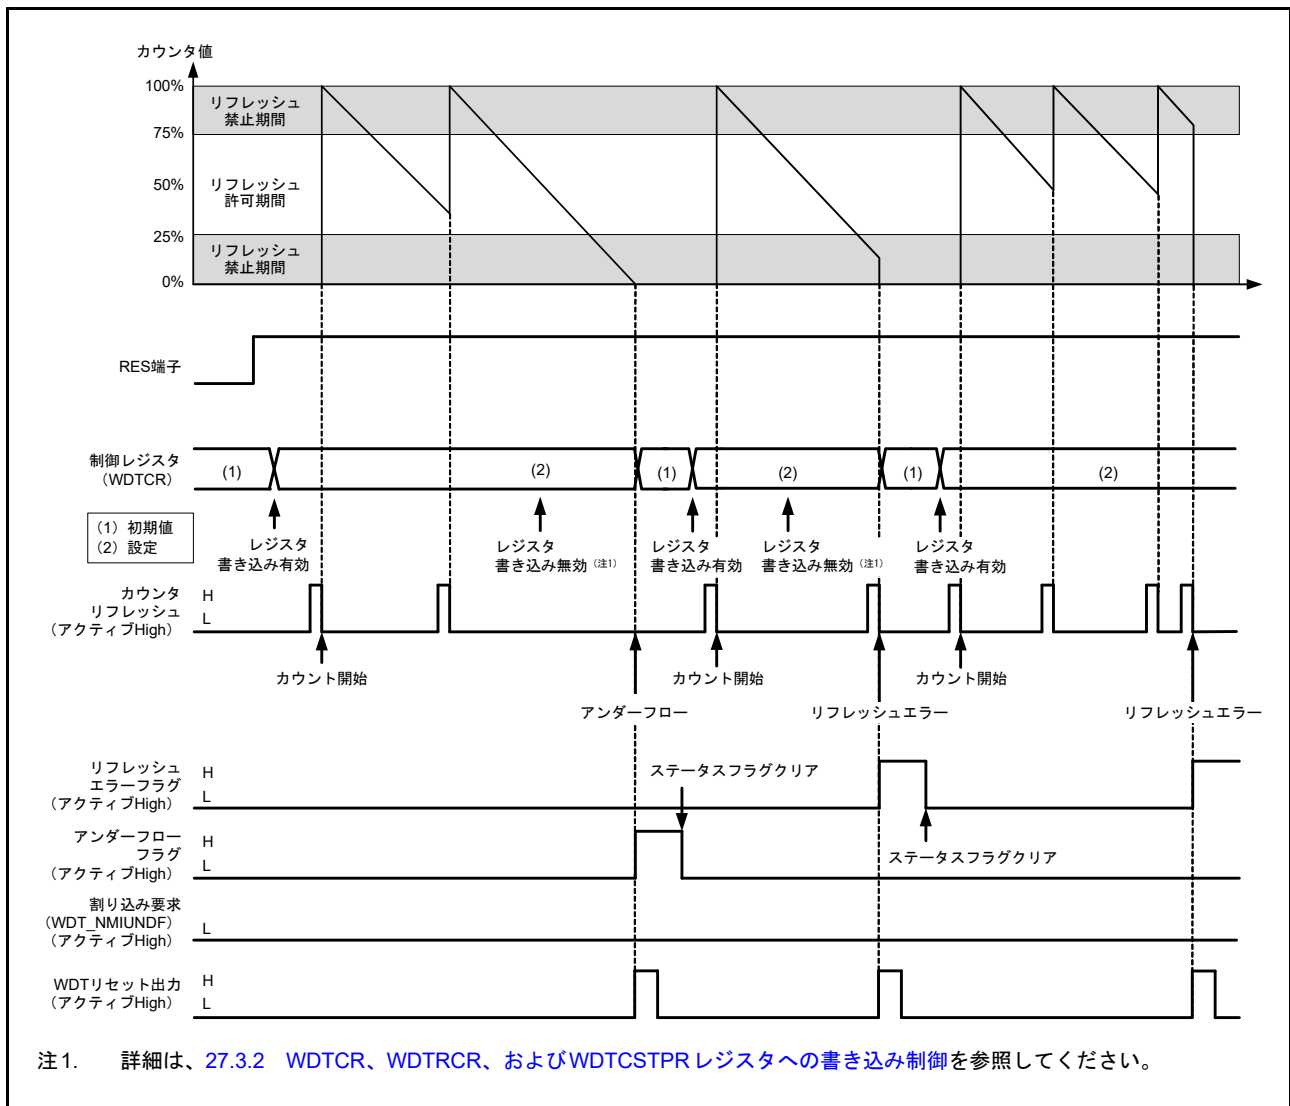 カウンタ値
100%
リフレッシュ
禁止期間
75%
50%
リフレッシュ
許可期間
25%
リフレッシュ
禁止期間
0%
RES端子
制御レジスタ
（WDTCR）
(1)
(2)
(1)
(2)
(1)
(2)
（1）初期値
（2）設定
レジスタ
書き込み有効
レジスタ
書き込み無効（注1）
レジスタ
書き込み有効
レジスタ
書き込み無効（注1）
レジスタ
書き込み有効
カウンタ
リフレッシュ
（アクティブHigh）
H
L
カウント開始
カウント開始
カウント開始
アンダーフロー
リフレッシュエラー
リフレッシュエラー
リフレッシュ
エラーフラグ
（アクティブHigh）
H
L
ステータスフラグクリア
アンダーフロー
フラグ
（アクティブHigh）
H
L
ステータスフラグクリア
割り込み要求
（WDT_NMIUNDF）
（アクティブHigh）
L
WDTリセット出力
（アクティブHigh）
H
L
注1. 詳細は、27.3.2 WDTCR、WDTRCR、およびWDTCSTPRレジスタへの書き込み制御を参照してください。